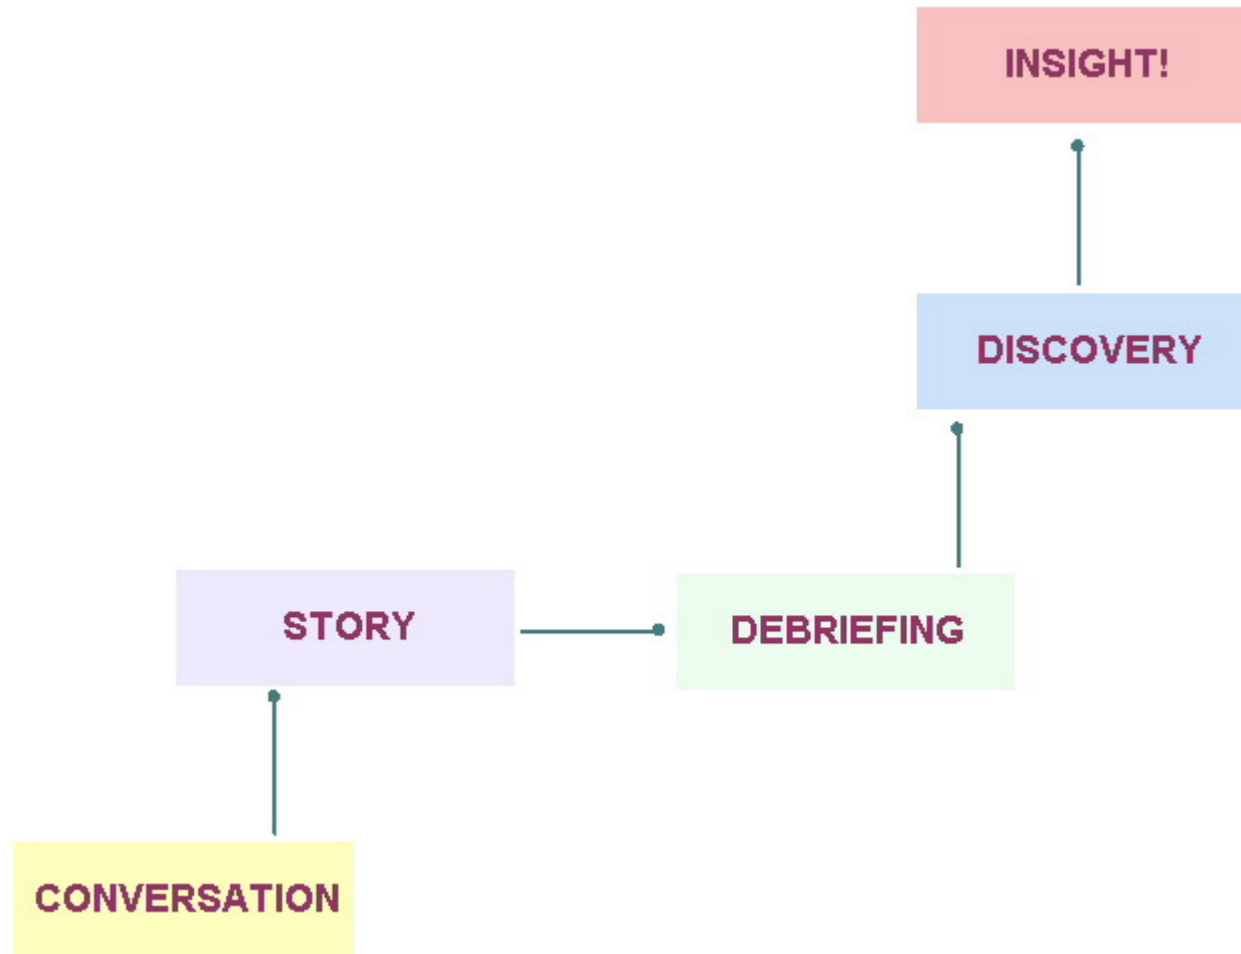 INSIGHT!
DISCOVERY
STORY
DEBRIEFING
CONVERSATION